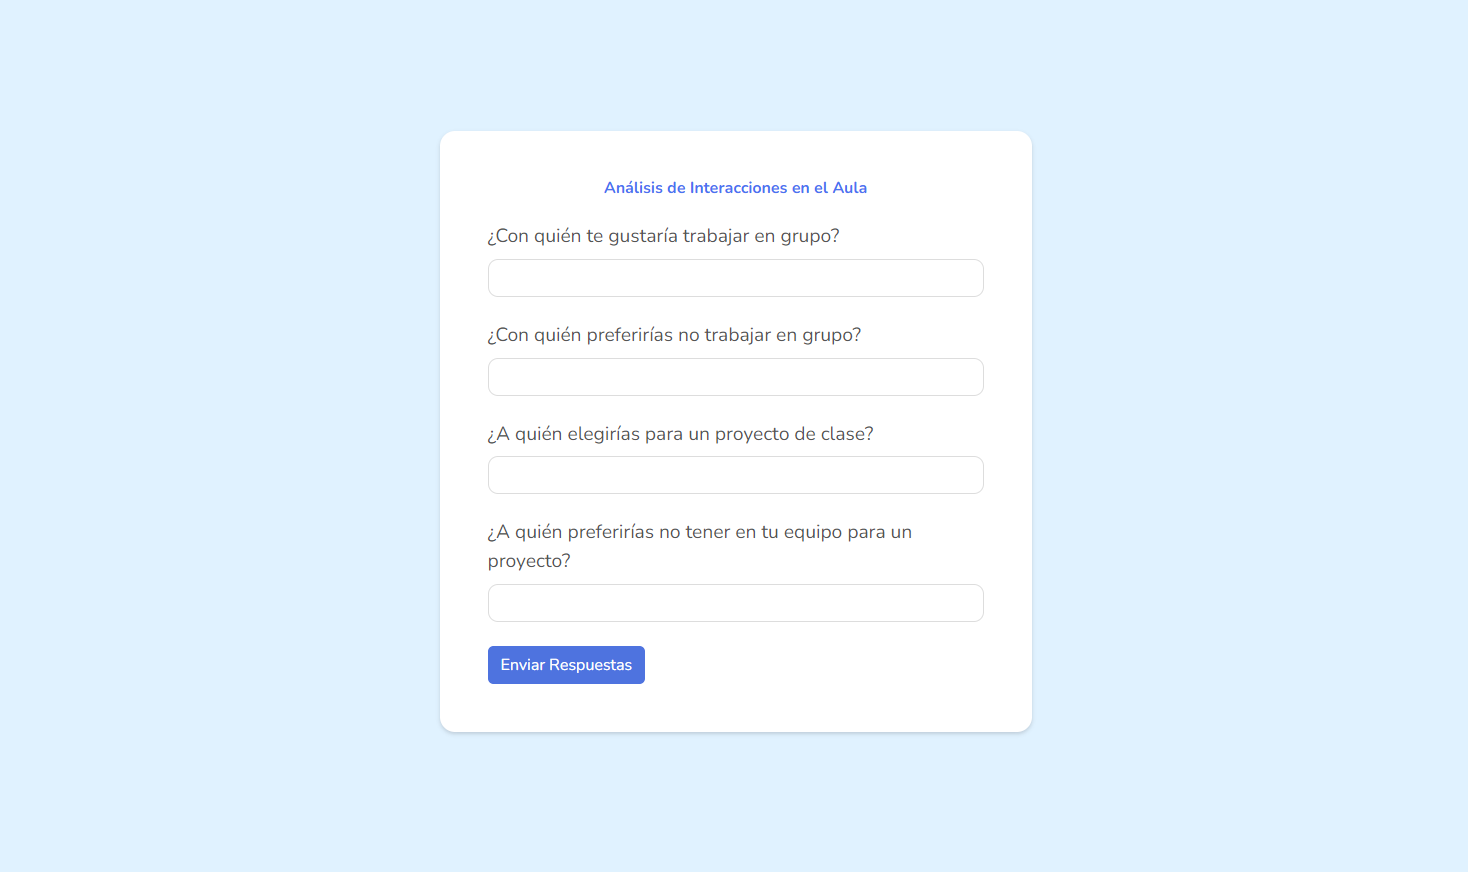 Análisis de Interacciones en el Aula
¿Con quién te gustaría trabajar en grupo?
¿Con quién preferirías no trabajar en grupo?
¿A quién elegirías para un proyecto de clase?
¿A quién preferirías no tener en tu equipo para un
proyecto?
Enviar Respuestas